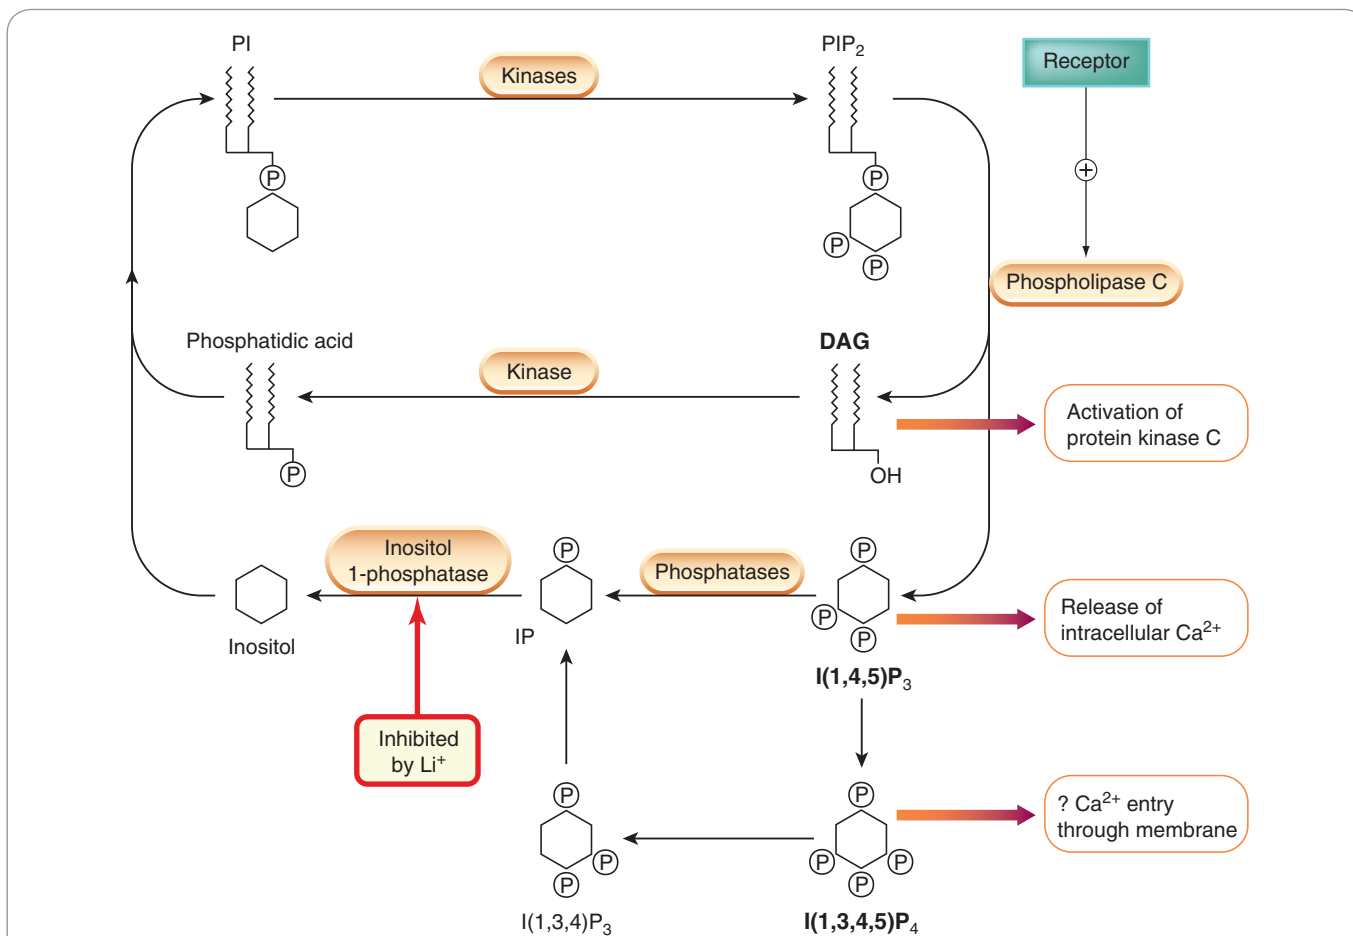 PI
Kinases
PIP₂
Receptor
P
P
P
P
+
Phospholipase C
Phosphatidic acid
Kinase
DAG
Activation of
protein kinase C
P
OH
Inositol
1-phosphatase
P
Phosphatases
P
P
P
Release of
intracellular Ca²⁺
Inositol
IP
I(1,4,5)P₃
Inhibited
by Li⁺
P
P
P
P
P
P
P
? Ca²⁺ entry
through membrane
I(1,3,4)P₃
I(1,3,4,5)P₄